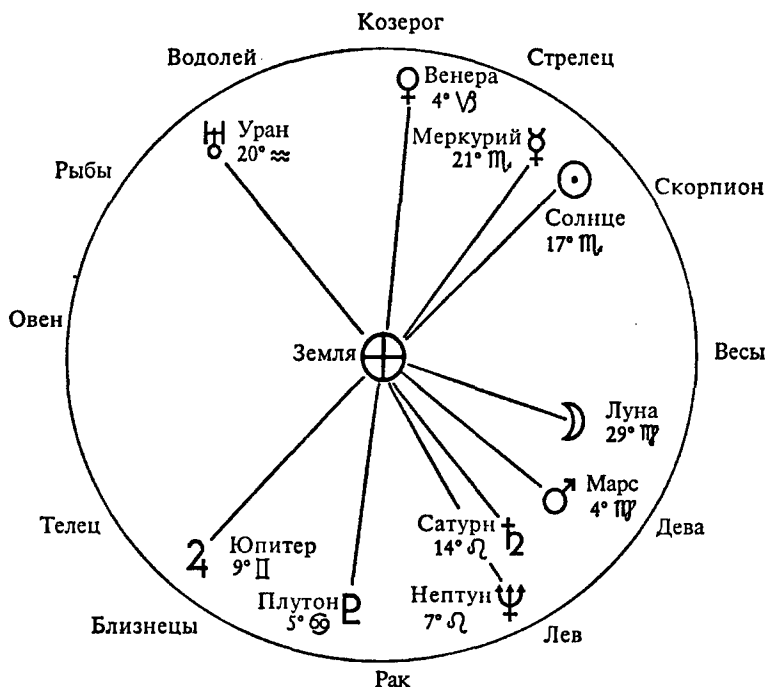 Козерог
Водолей
Стрелец
Венера
4° ♑
Уран
20° ♒
Меркурий
21° ♏
Рыбы
Скорпион
Солнце
17° ♏
Овен
Земля
Весы
Луна
29° ♍
Марс
4° ♍
Телец
Сатурн
14° ♌
Дева
Юпитер
9° ♊
Плутон
5° ♋
Нептун
7° ♌
Близнецы
Лев
Рак